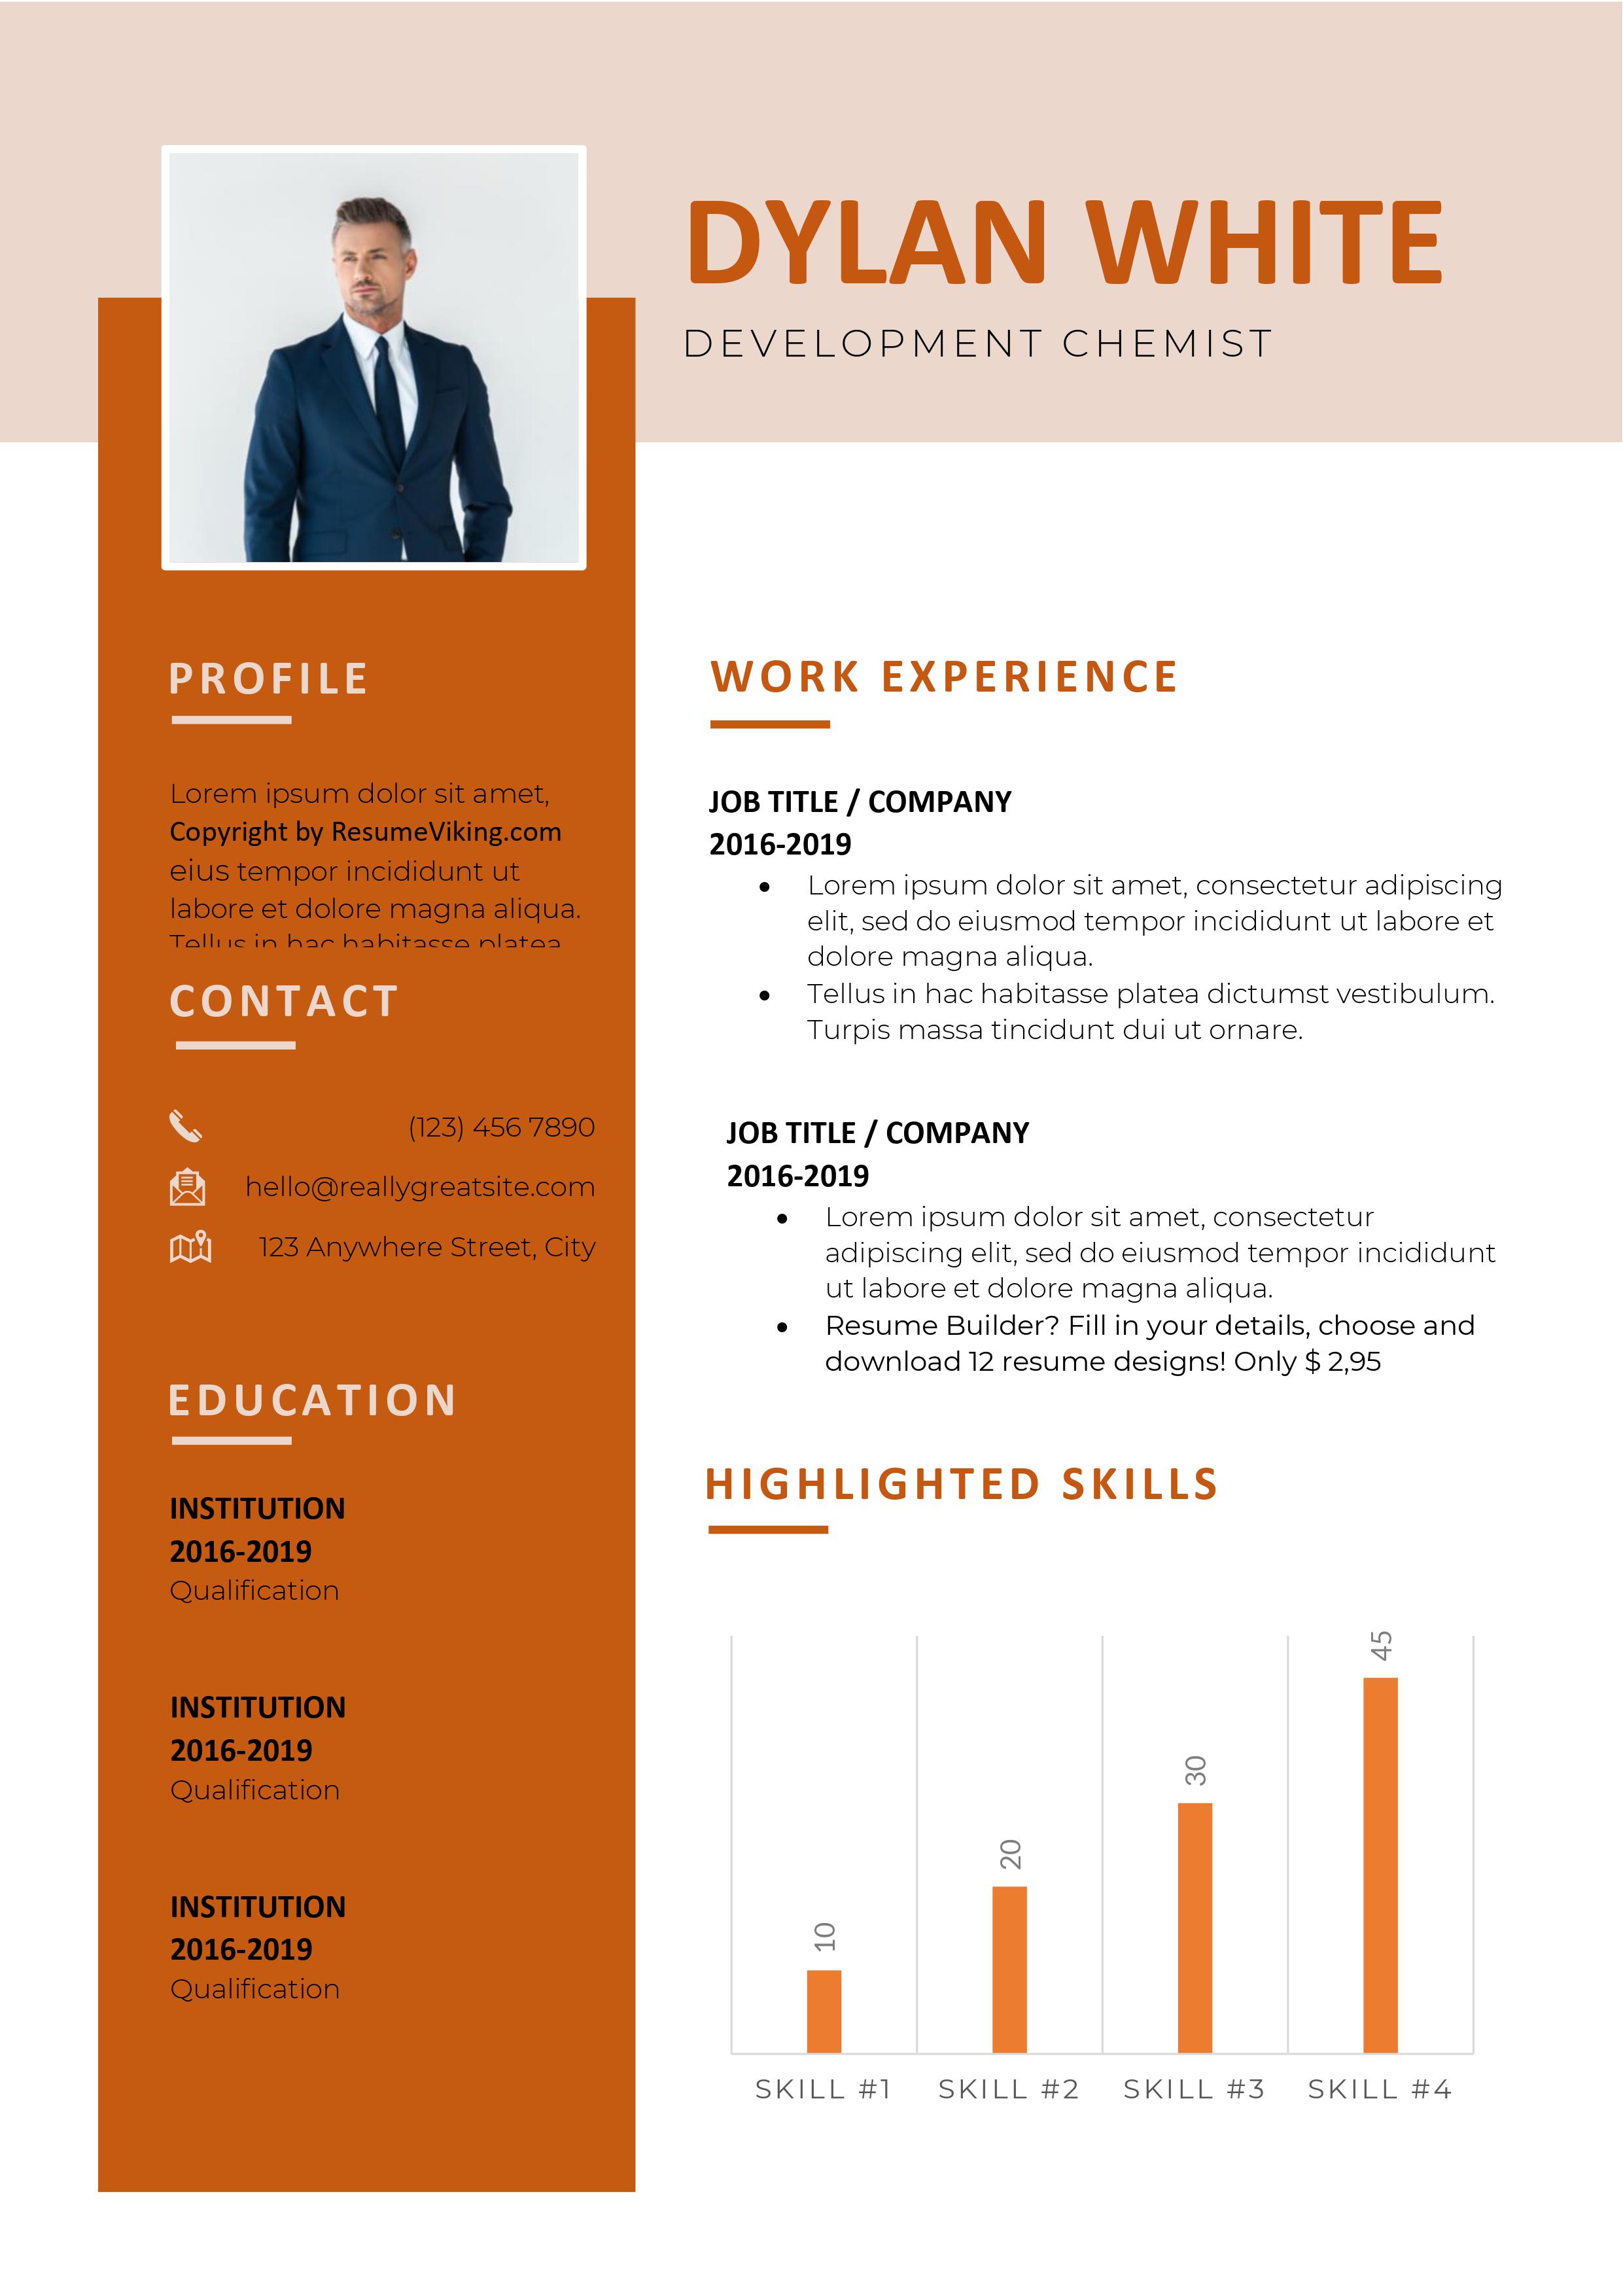 DYLAN WHITE
DEVELOPMENT CHEMIST
PROFILE
Lorem ipsum dolor sit amet,
Copyright by ResumeViking.com
eius tempor incididunt ut
labore et dolore magna aliqua.
Tellus in hac habitasse platea
CONTACT
(123) 456 7890
hello@reallygreatsite.com
123 Anywhere Street, City
EDUCATION
INSTITUTION
2016-2019
Qualification
INSTITUTION
2016-2019
Qualification
INSTITUTION
2016-2019
Qualification
WORK EXPERIENCE
JOB TITLE / COMPANY
2016-2019
• Lorem ipsum dolor sit amet, consectetur adipiscing
elit, sed do eiusmod tempor incididunt ut labore et
dolore magna aliqua.
• Tellus in hac habitasse platea dictumst vestibulum.
Turpis massa tincidunt dui ut ornare.
JOB TITLE / COMPANY
2016-2019
• Lorem ipsum dolor sit amet, consectetur
adipiscing elit, sed do eiusmod tempor incididunt
ut labore et dolore magna aliqua.
• Resume Builder? Fill in your details, choose and
download 12 resume designs! Only $ 2,95
HIGHLIGHTED SKILLS
10
20
30
45
SKILL #1 SKILL #2 SKILL #3 SKILL #4